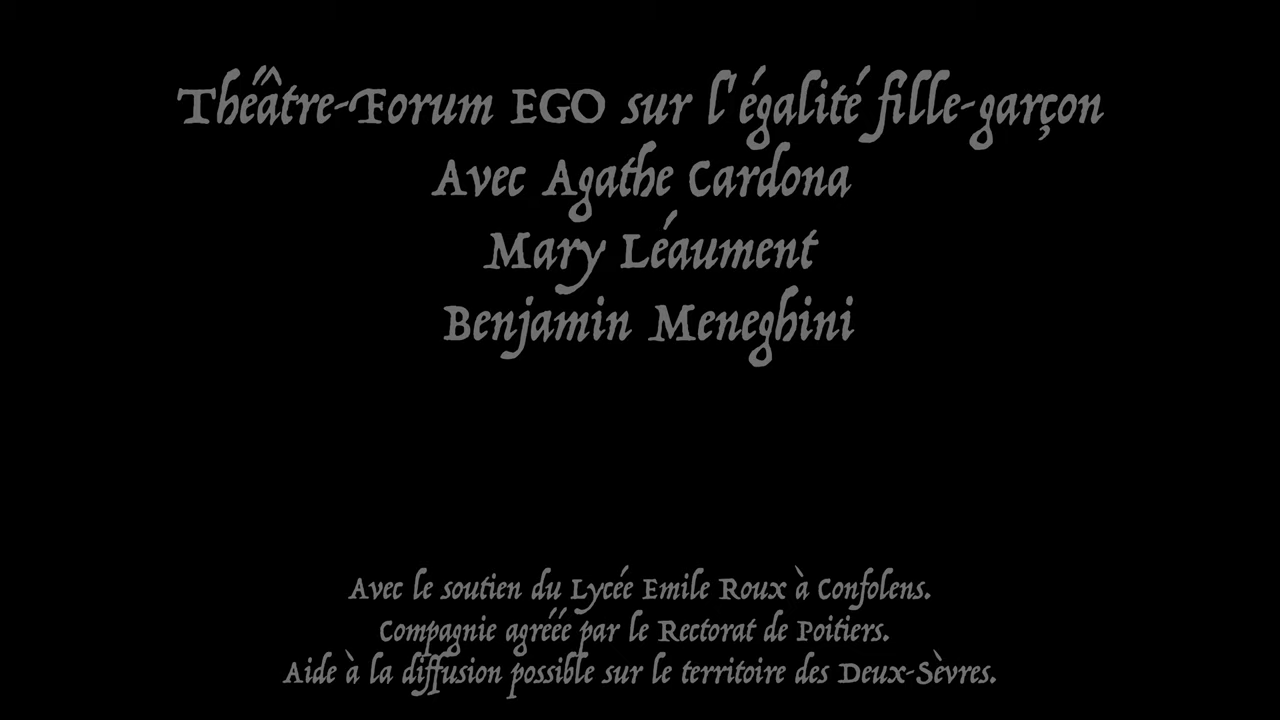 Théâtre-Forum EGO sur l'égalité fille-garçon
Avec Agathe Cardona
Mary Léaument
Benjamin Meneghini
Avec le soutien du Lycée Emile Roux à Confolens.
Compagnie agréée par le Rectorat de Poitiers.
Aide à la diffusion possible sur le territoire des Deux-Sèvres.